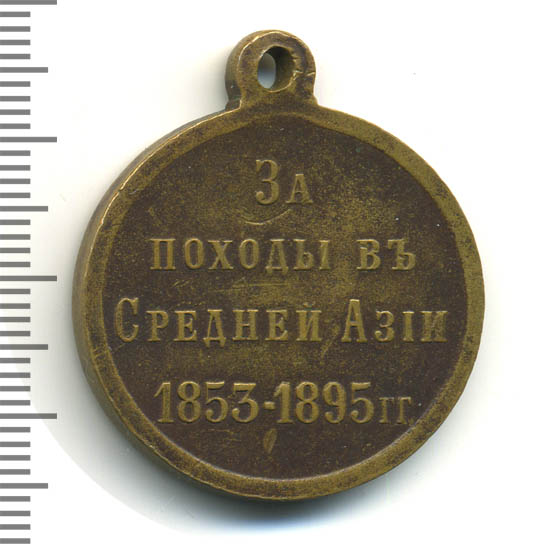 За
походы въ
Средней Азіи
1853-1895 гг